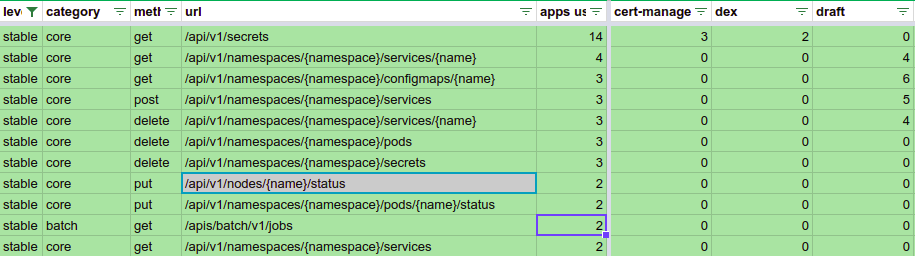 leve category meth url apps us cert-manage dex draft
stable core get /api/v1/secrets 14 3 2 0
stable core get /api/v1/namespaces/{namespace}/services/{name} 4 0 0 4
stable core get /api/v1/namespaces/{namespace}/configmaps/{name} 3 0 0 6
stable core post /api/v1/namespaces/{namespace}/services 3 0 0 5
stable core delete /api/v1/namespaces/{namespace}/services/{name} 3 0 0 4
stable core delete /api/v1/namespaces/{namespace}/pods 3 0 0 0
stable core delete /api/v1/namespaces/{namespace}/secrets 3 0 0 0
stable core put /api/v1/nodes/{name}/status 2 0 0 0
stable core put /api/v1/namespaces/{namespace}/pods/{name}/status 2 0 0 0
stable batch get /apis/batch/v1/jobs 2 0 0 0
stable core get /api/v1/namespaces/{namespace}/services 2 0 0 0